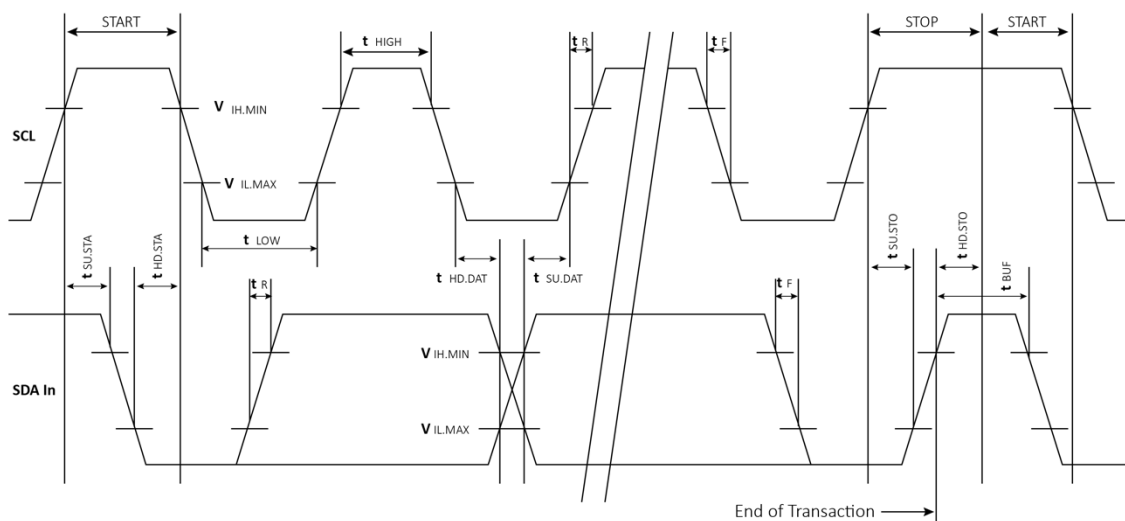 START
STOP
START
t HIGH
t R
t F
V IH.MIN
SCL
V IL.MAX
t LOW
t SU.STA
t HD.STA
t R
t HD.DAT
t SU.DAT
t F
t SU.STO
t HD.STO
t BUF
V IH.MIN
SDA In
V IL.MAX
End of Transaction